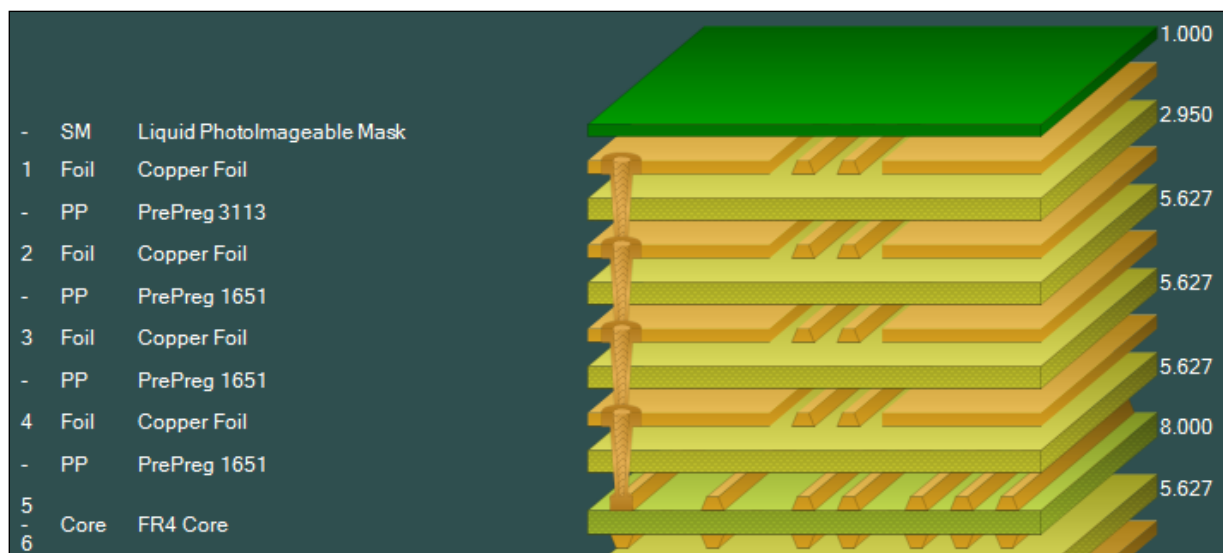 1.000
- SM Liquid PhotoImageable Mask
1 Foil Copper Foil
2.950
- PP PrePreg 3113
5.627
2 Foil Copper Foil
- PP PrePreg 1651
5.627
3 Foil Copper Foil
- PP PrePreg 1651
5.627
4 Foil Copper Foil
8.000
- PP PrePreg 1651
5.627
5
- Core FR4 Core
6